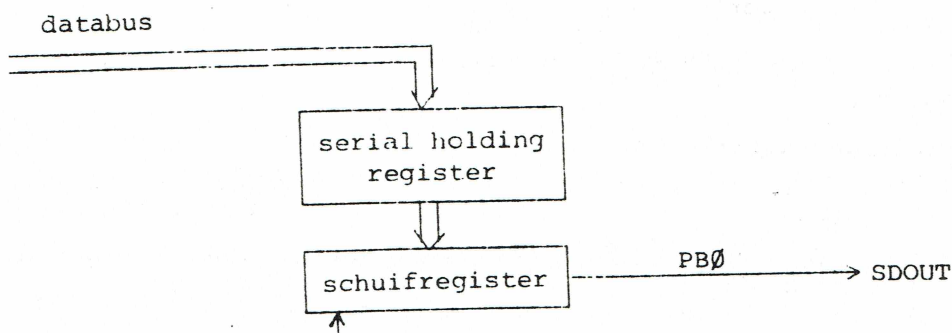 databus
serial holding
register
schuifregister
PBØ
SDOUT